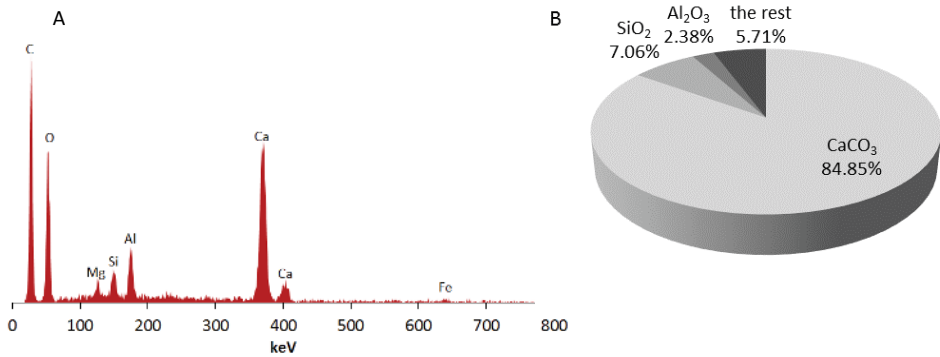 A
C
O
Mg
Si
Al
Ca
Ca
Fe
0 100 200 300 400 500 600 700 800
keV
B
SiO₂
7.06%
Al₂O₃
2.38%
the rest
5.71%
CaCO₃
84.85%